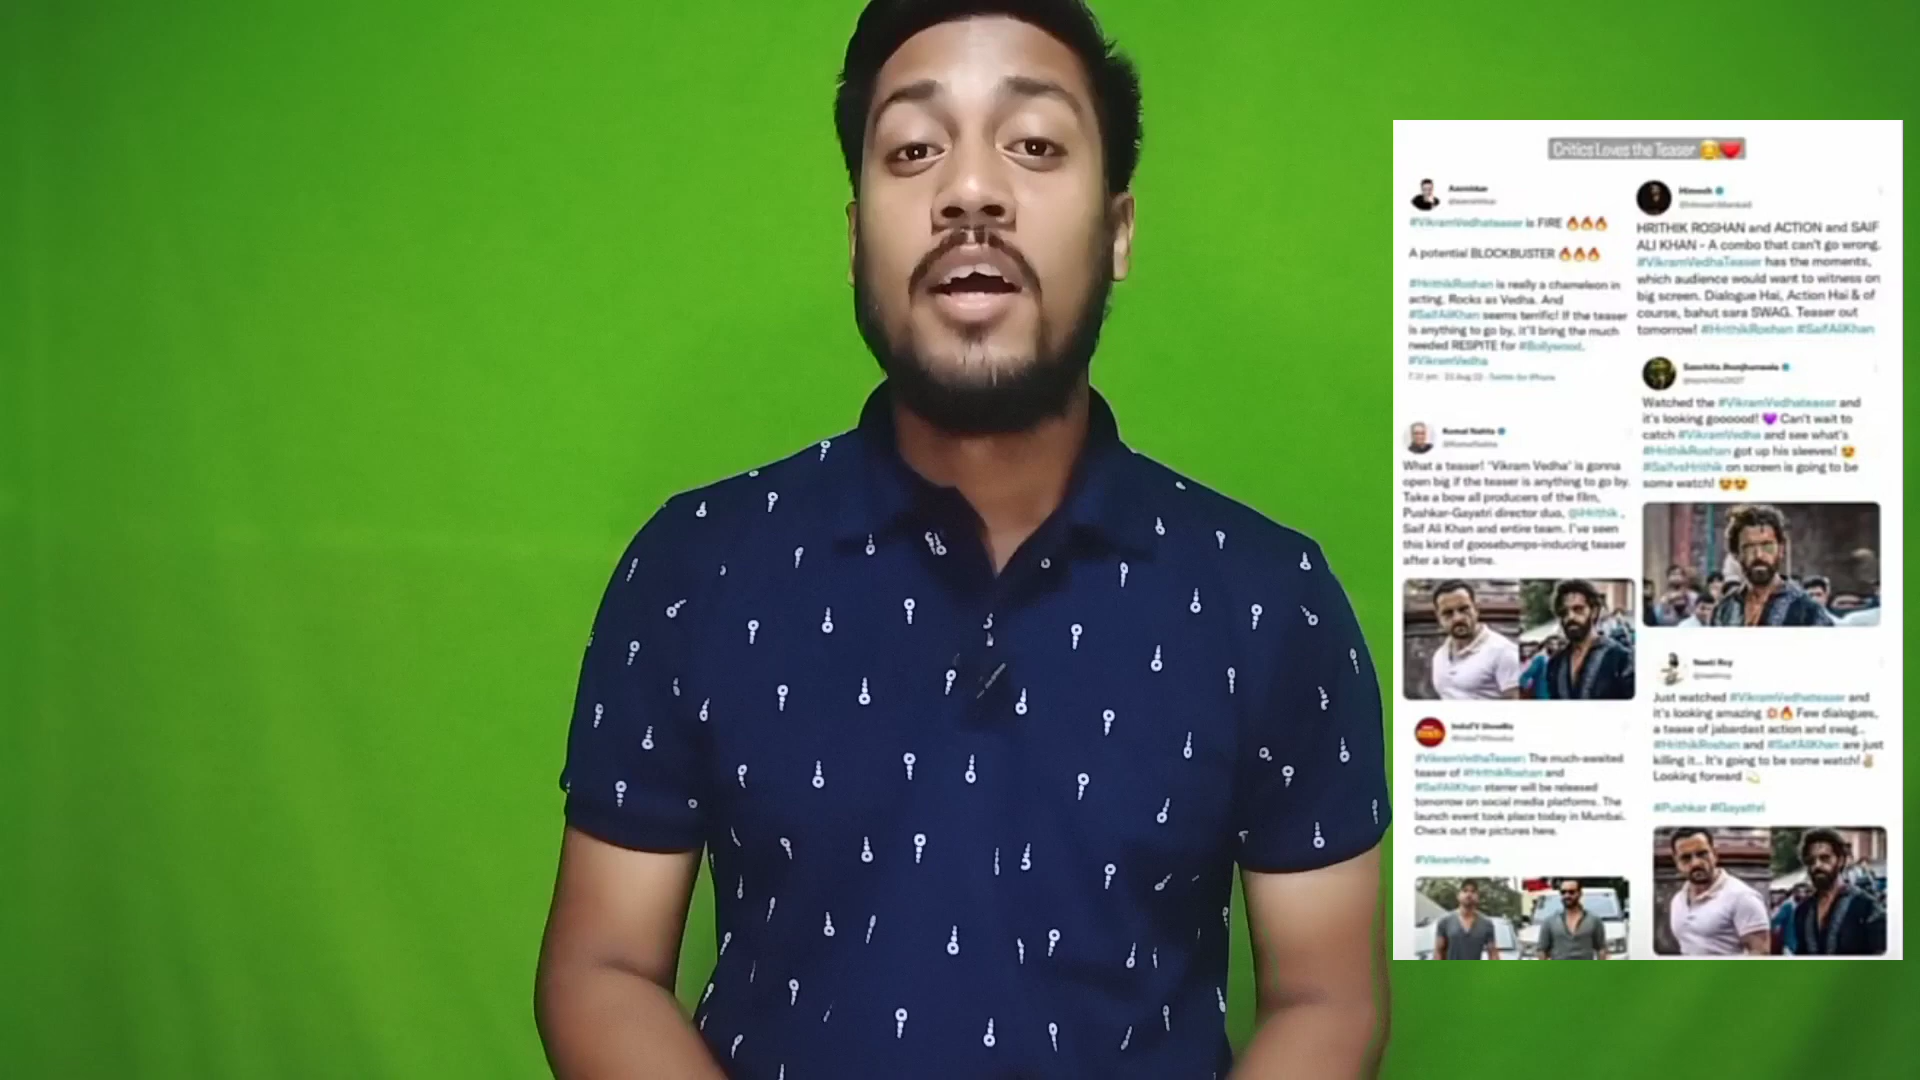 Critics Loves the Teaser
#VikramVedhateaser is FIRE 🔥🔥🔥
A potential BLOCKBUSTER 🔥🔥🔥
#HrithikRoshan is really a chameleon in
acting, Rocks as Vedha. And
#SaifAliKhan seems terrific! If the teaser
is anything to go by, it'll bring the much
needed RESPITE for #Bollywood.
#VikramVedha
Komal Nahta
@KomalNahta
What a teaser! 'Vikram Vedha' is gonna
open big if the teaser is anything to go by.
Take a bow all producers of the film,
Pushkar-Gayatri director duo, @iHrithik,
Saif Ali Khan and entire team. I've seen
this kind of goosebumps-inducing teaser
after a long time.
#VikramVedhaTeaser: The much-awaited
teaser of #HrithikRoshan and
#SaifAliKhan starrer will be released
tomorrow on social media platforms. The
launch event took place today in Mumbai.
Check out the pictures here.
#VikramVedha
Himesh
HRITHIK ROSHAN and ACTION and SAIF
ALI KHAN - A combo that can't go wrong.
#VikramVedhaTeaser has the moments,
which audience would want to witness on
big screen. Dialogue Hai, Action Hai & of
course, bahut sara SWAG. Teaser out
tomorrow! #HrithikRoshan #SaifAliKhan
Sanchita Jhunjhunwala
Watched the #VikramVedhateaser and
it's looking goooood! 💜 Can't wait to
catch #VikramVedha and see what's
#HrithikRoshan got up his sleeves! 😍
#SaifvsHrithik on screen is going to be
some watch! 😍😍
Neeti Roy
Just watched #VikramVedhateaser and
it's looking amazing 💥🔥 Few dialogues,
a tease of jabardast action and swag..
#HrithikRoshan and #SaifAliKhan are just
killing it.. It's going to be some watch!✌
Looking forward 💫
#Pushkar #Gayathri